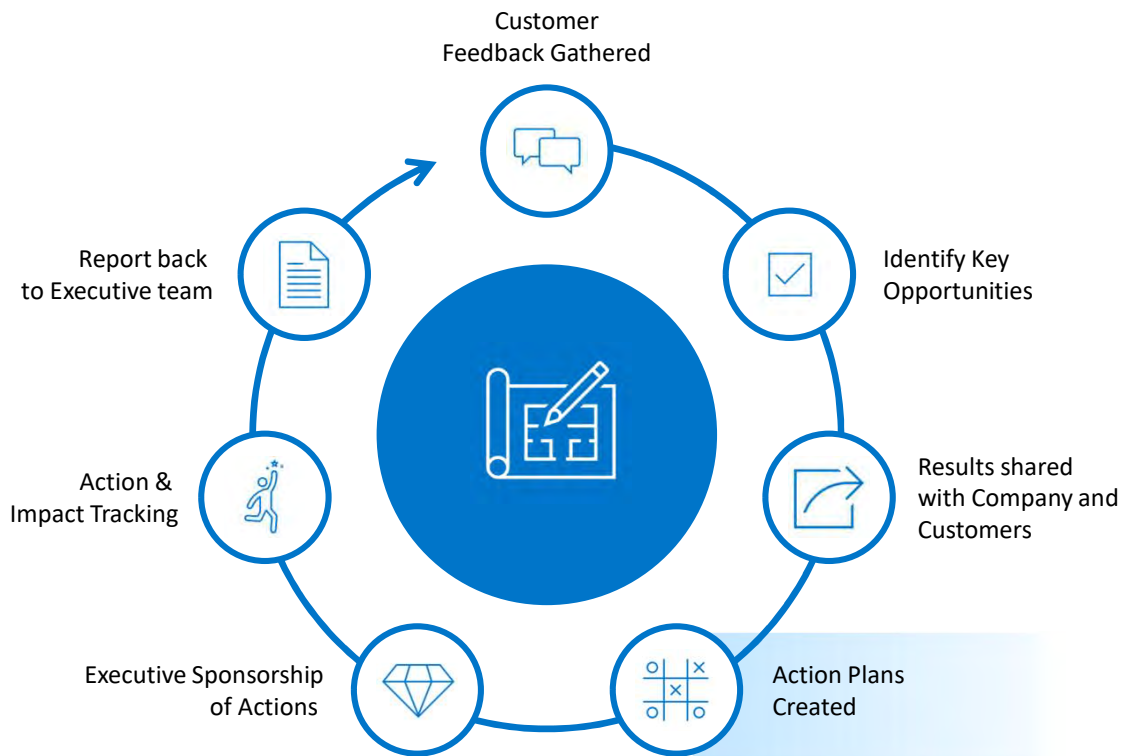 Customer
Feedback Gathered
Identify Key
Opportunities
Results shared
with Company and
Customers
Action Plans
Created
Executive Sponsorship
of Actions
Action &
Impact Tracking
Report back
to Executive team